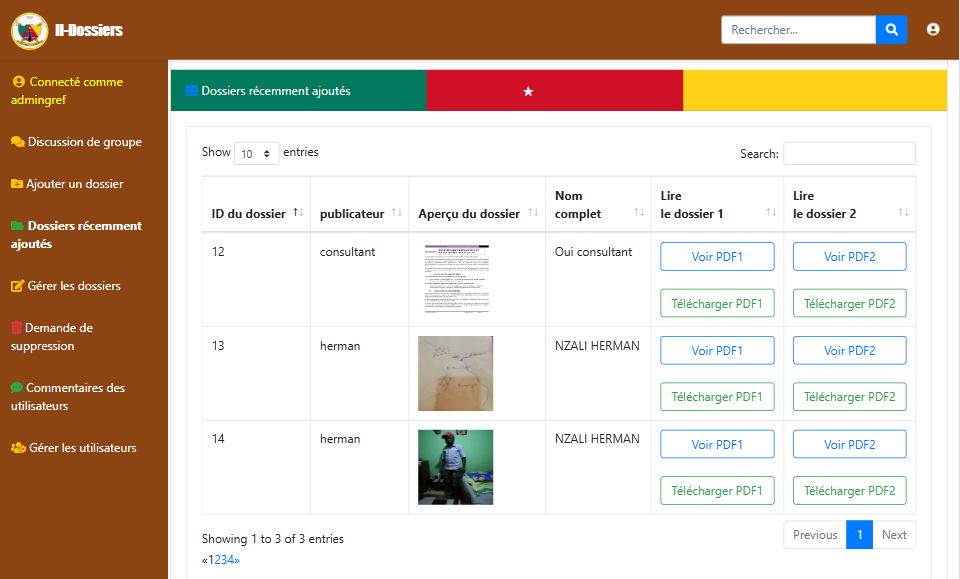 II-Dossiers
Rechercher...
Connecté comme
admingref
Discussion de groupe
Ajouter un dossier
Dossiers récemment
ajoutés
Gérer les dossiers
Demande de
suppression
Commentaires des
utilisateurs
Gérer les utilisateurs
Dossiers récemment ajoutés
Show 10 entries
Search:
ID du dossier publicateur Aperçu du dossier Nom complet Lire le dossier 1 Lire le dossier 2
12 consultant Oui consultant Voir PDF1 Voir PDF2
Télécharger PDF1 Télécharger PDF2
13 herman NZALI HERMAN Voir PDF1 Voir PDF2
Télécharger PDF1 Télécharger PDF2
14 herman NZALI HERMAN Voir PDF1 Voir PDF2
Télécharger PDF1 Télécharger PDF2
Showing 1 to 3 of 3 entries
Previous 1 Next
«1234»